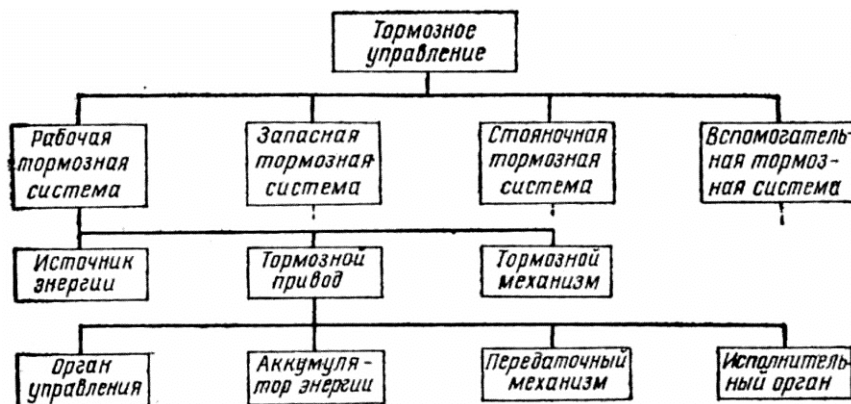 Тормозное
управление
Рабочая
тормозная
система
Запасная
тормозная
система
Стояночная
тормозная
система
Вспомогатель-
ная тормоз-
ная система
Источник
энергии
Тормозной
привод
Тормозной
механизм
Орган
управления
Аккумуля-
тор энергии
Передаточный
механизм
Исполнитель-
ный орган